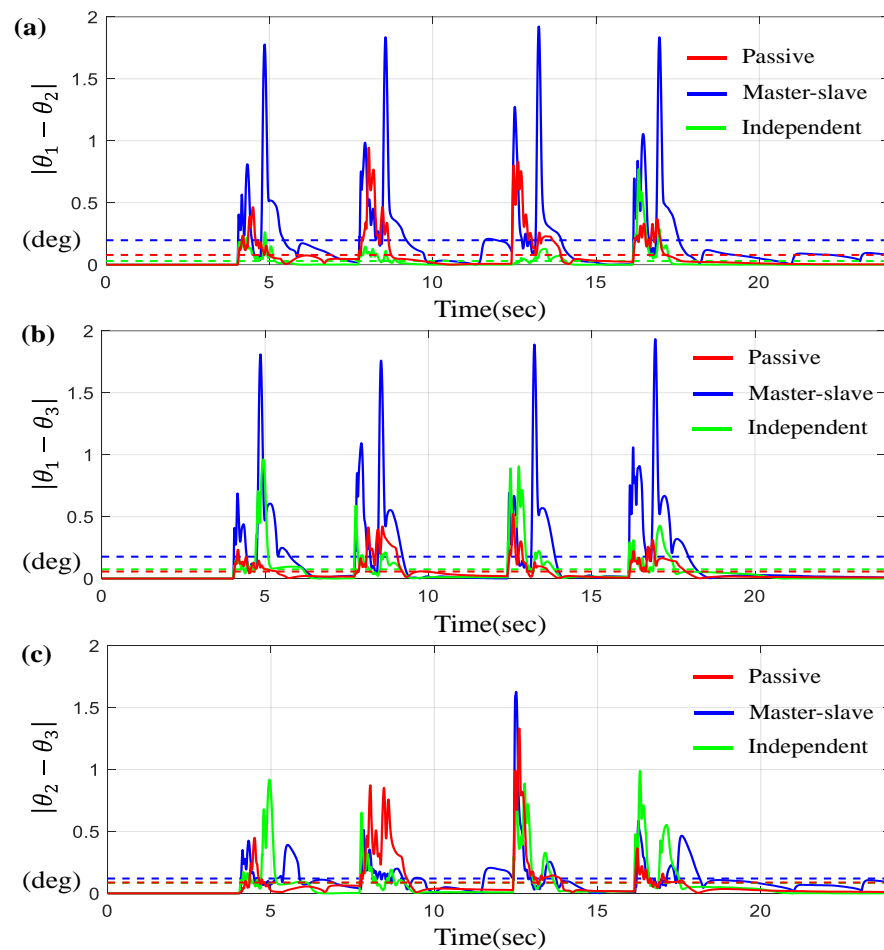 (a)
2
1.5
1
0.5
0
|θ₁ − θ₂|
(deg)
Passive
Master-slave
Independent
0 5 10 15 20
Time(sec)
(b)
2
1.5
1
0.5
0
|θ₁ − θ₃|
(deg)
Passive
Master-slave
Independent
0 5 10 15 20
Time(sec)
(c)
2
1.5
1
0.5
0
|θ₂ − θ₃|
(deg)
Passive
Master-slave
Independent
0 5 10 15 20
Time(sec)